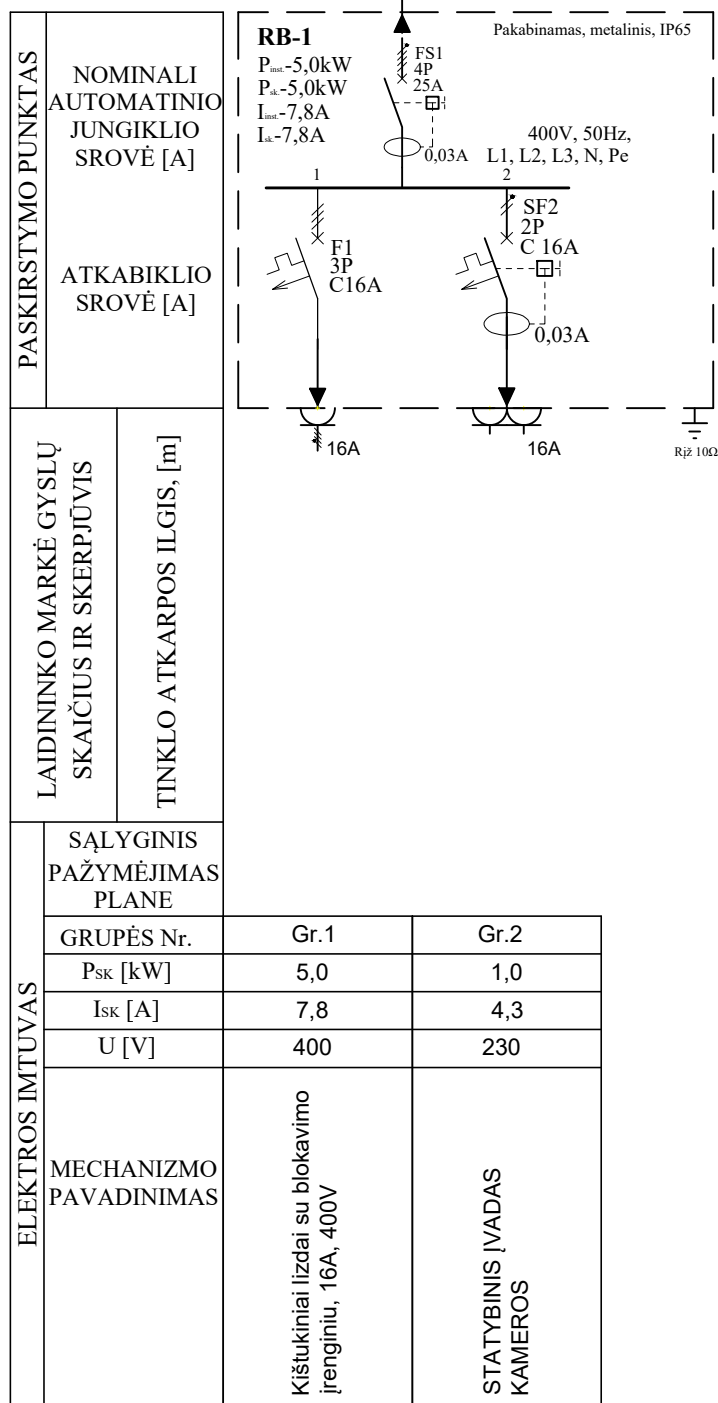 PASKIRSTYMO PUNKTAS
NOMINALI
AUTOMATINIO
JUNGIKLIO
SROVĖ [A]
ATKABIKLIO
SROVĖ [A]
RB-1
Pinst.-5,0kW
Psk.-5,0kW
Iinst.-7,8A
Isk.-7,8A
Pakabinamas, metalinis, IP65
FS1
4P
25A
0,03A
400V, 50Hz,
L1, L2, L3, N, Pe
1
2
F1
3P
C16A
SF2
2P
C 16A
0,03A
16A
16A
Rįž 10Ω
LAIDININKO MARKĖ GYSLŲ
SKAIČIUS IR SKERPJŪVIS
TINKLO ATKARPOS ILGIS, [m]
ELEKTROS IMTUVAS
SĄLYGINIS
PAŽYMĖJIMAS
PLANE
GRUPĖS Nr. Gr.1 Gr.2
PSK [kW] 5,0 1,0
ISK [A] 7,8 4,3
U [V] 400 230
MECHANIZMO
PAVADINIMAS
Kištukiniai lizdai su blokavimo
įrenginiu, 16A, 400V
STATYBINIS ĮVADAS
KAMEROS